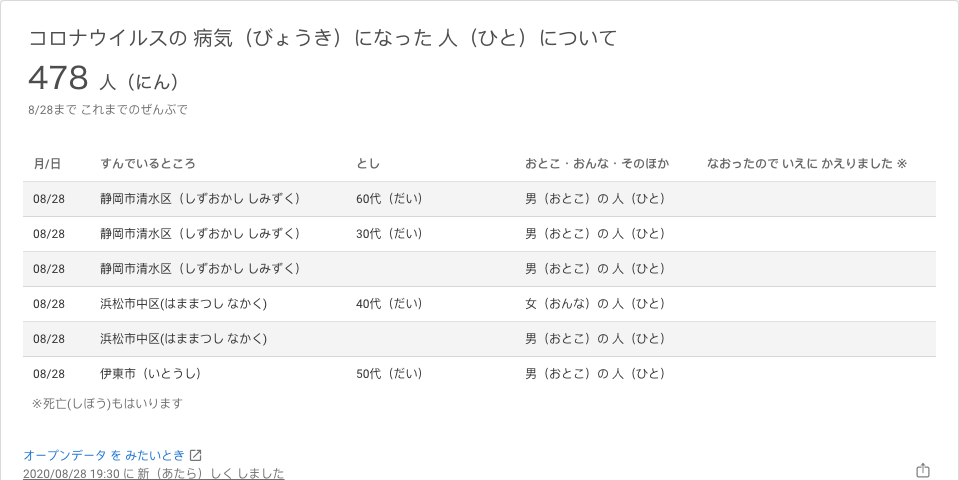 コロナウイルスの 病気（びょうき）になった 人（ひと）について
478 人（にん）
8/28まで これまでのぜんぶで
月/日 すんでいるところ とし おとこ・おんな・そのほか なおったので いえに かえりました ※
08/28 静岡市清水区（しずおかし しみずく） 60代（だい） 男（おとこ）の 人（ひと）
08/28 静岡市清水区（しずおかし しみずく） 30代（だい） 男（おとこ）の 人（ひと）
08/28 静岡市清水区（しずおかし しみずく） 男（おとこ）の 人（ひと）
08/28 浜松市中区(はままつし なかく) 40代（だい） 女（おんな）の 人（ひと）
08/28 浜松市中区(はままつし なかく) 男（おとこ）の 人（ひと）
08/28 伊東市（いとうし） 50代（だい） 男（おとこ）の 人（ひと）
※死亡(しぼう)もはいります
オープンデータ を みたいとき
2020/08/28 19:30 に 新（あたら）しく しました